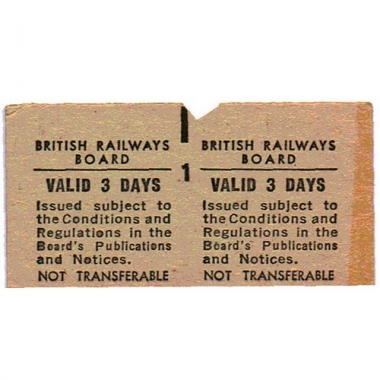 BRITISH RAILWAYS
BOARD
VALID 3 DAYS
Issued subject to
the Conditions and
Regulations in the
Board's Publications
and Notices.
NOT TRANSFERABLE
1
BRITISH RAILWAYS
BOARD
VALID 3 DAYS
Issued subject to
the Conditions and
Regulations in the
Board's Publications
and Notices.
NOT TRANSFERABLE